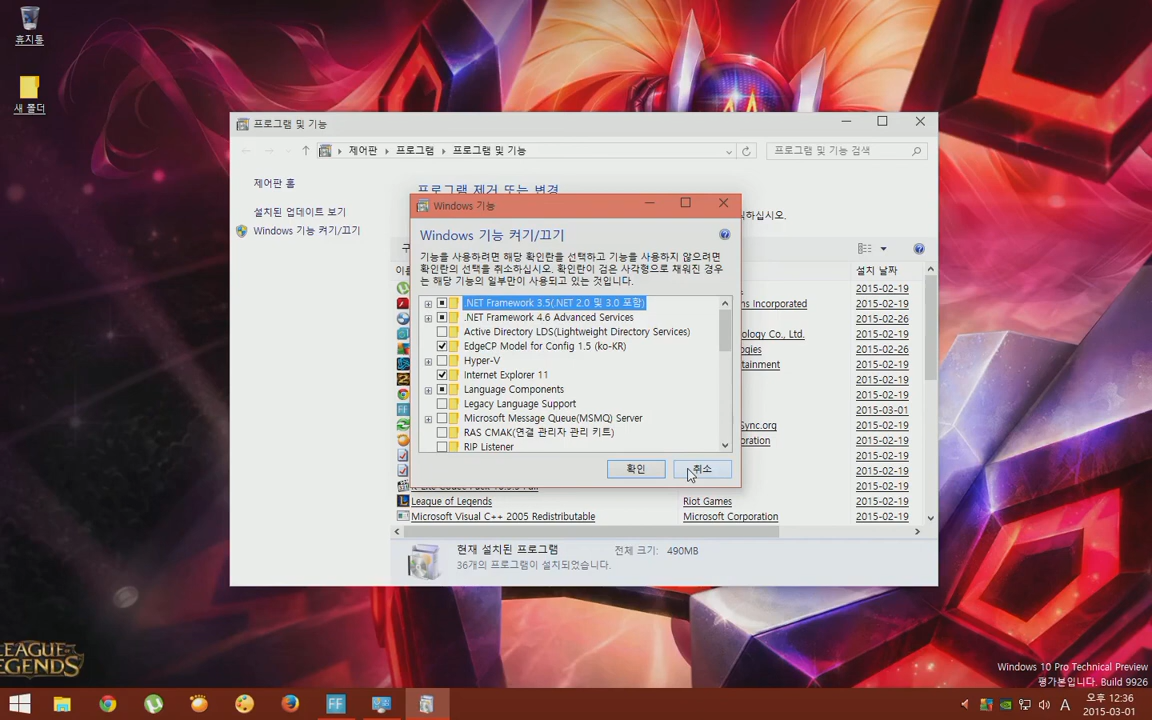 휴지통
새 폴더
프로그램 및 기능
제어판 프로그램 프로그램 및 기능
프로그램 및 기능 검색
제어판 홈
설치된 업데이트 보기
Windows 기능 켜기/끄기
프로그램 제거 또는 변경
Windows 기능
Windows 기능 켜기/끄기
기능을 사용하려면 해당 확인란을 선택하고 기능을 사용하지 않으려면
확인란의 선택을 취소하십시오. 확인란이 검은 사각형으로 채워진 경우
는 해당 기능의 일부만이 사용되고 있는 것입니다.
.NET Framework 3.5(.NET 2.0 및 3.0 포함)
.NET Framework 4.6 Advanced Services
Active Directory LDS(Lightweight Directory Services)
EdgeCP Model for Config 1.5 (ko-KR)
Hyper-V
Internet Explorer 11
Language Components
Legacy Language Support
Microsoft Message Queue(MSMQ) Server
RAS CMAK(연결 관리자 관리 키트)
RIP Listener
확인
취소
하십시오.
설치 날짜
2015-02-19
ns Incorporated 2015-02-19
2015-02-26
ology Co., Ltd. 2015-02-19
ogies 2015-02-26
tainment 2015-02-19
2015-02-19
2015-02-19
2015-03-01
Sync.org 2015-02-19
oration 2015-02-19
2015-02-19
2015-02-19
2015-02-19
League of Legends Riot Games 2015-02-19
Microsoft Visual C++ 2005 Redistributable Microsoft Corporation 2015-02-19
현재 설치된 프로그램 전체 크기: 490MB
36개의 프로그램이 설치되었습니다.
LEAGUE OF
LEGENDS
Windows 10 Pro Technical Preview
평가본입니다. Build 9926
FF
A
오후 12:36
2015-03-01